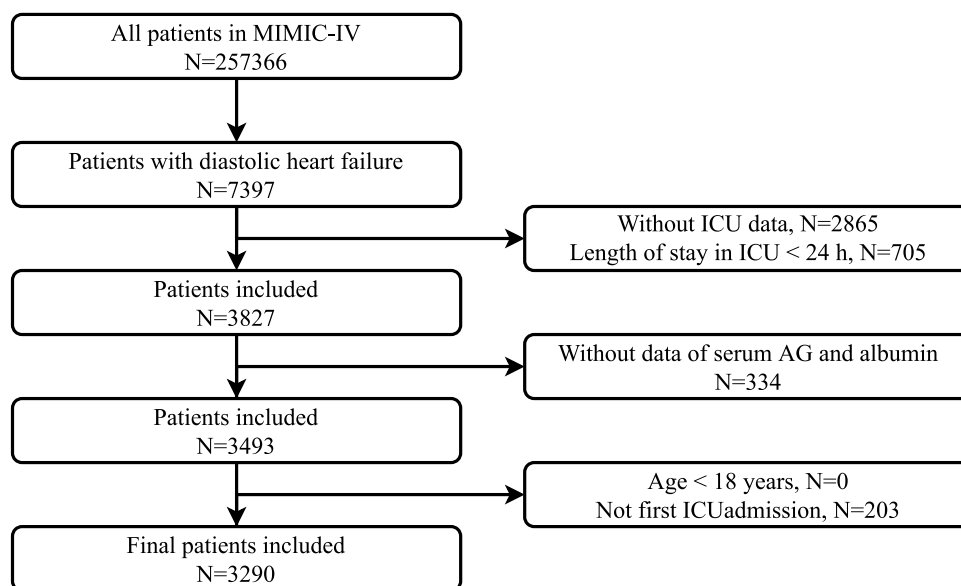 All patients in MIMIC-IV
N=257366
Patients with diastolic heart failure
N=7397
Without ICU data, N=2865
Length of stay in ICU < 24 h, N=705
Patients included
N=3827
Without data of serum AG and albumin
N=334
Patients included
N=3493
Age < 18 years, N=0
Not first ICUadmission, N=203
Final patients included
N=3290